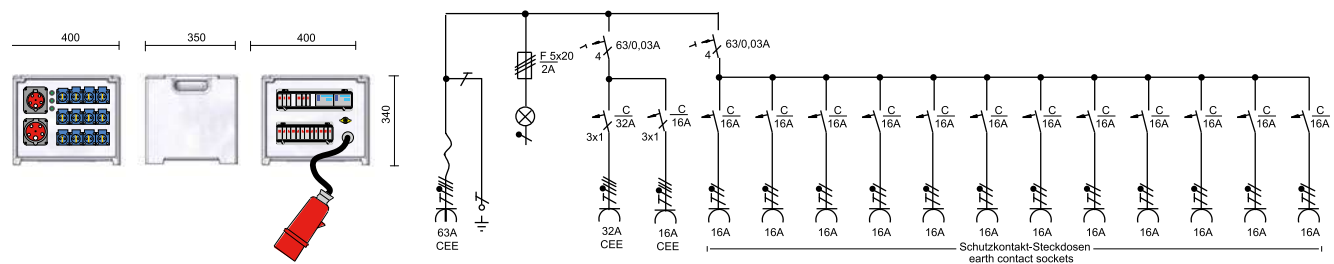 400 350 400
340
F 5x20
2A
63/0,03A
4
63/0,03A
4
C
32A
3x1
C
16A
3x1
C
16A
C
16A
C
16A
C
16A
C
16A
C
16A
C
16A
C
16A
C
16A
C
16A
C
16A
C
16A
63A
CEE
32A
CEE
16A
CEE
16A 16A 16A 16A 16A 16A 16A 16A 16A 16A 16A 16A
Schutzkontakt-Steckdosen
earth contact sockets